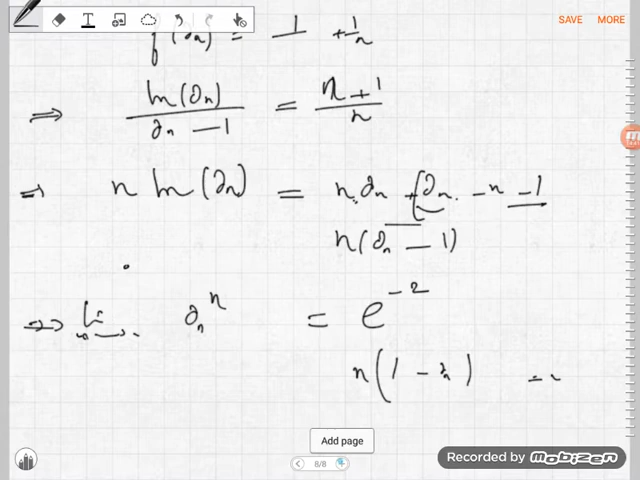 SAVE MORE
f(∂n) = 1 + 1/n
⇒ ln(∂n)/(∂n − 1) = (n + 1)/n
⇒ n ln(∂n) = n ∂n + ∂n − n − 1
n(∂n − 1)
⇒ ∂n^n = e^−2
n(1 − ∂n)
Add page
8/8
Recorded by mobizen